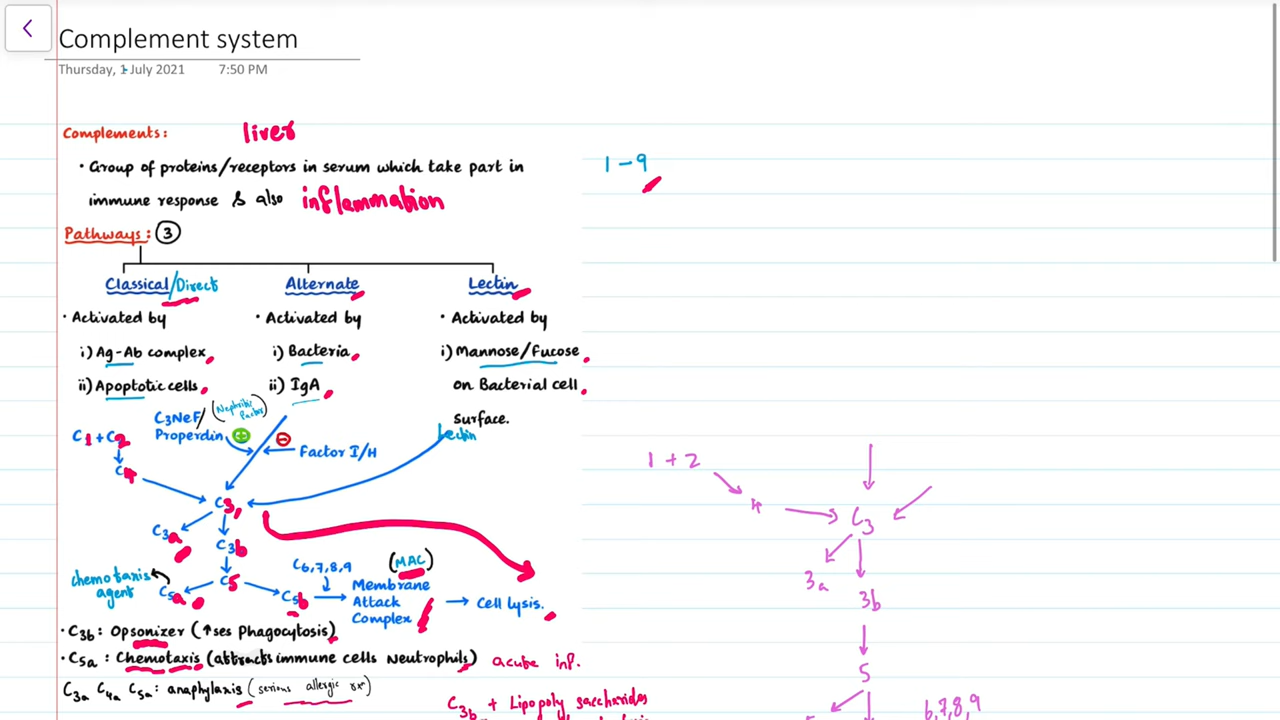 Complement system
Thursday, 1 July 2021 7:50 PM
Complements: liver
• Group of proteins/receptors in serum which take part in
immune response & also inflammation
1 – 9
Pathways: ③
Classical/Direct Alternate Lectin
• Activated by • Activated by • Activated by
i) Ag-Ab complex i) Bacteria i) Mannose/Fucose
ii) Apoptotic cells ii) IgA on Bacterial cell
surface.
C3NeF/ (Nephritic factor)
Properdin ⊕ ⊖
Lectin
C1 + C2
Factor I/H
C4
1 + 2
4
C3
C3
C3a
C3b
3a
3b
C6,7,8,9 (MAC)
chemotaxis
agent
C5a C5 C5b
Membrane
Attack
Complex
Cell lysis.
• C3b: Opsonizer (↑ses Phagocytosis)
• C5a: Chemotaxis (attracts immune cells Neutrophils) acute inf.
C3a C4a C5a: anaphylaxis (serious allergic rxⁿ)
C3b + Lipopoly saccharides
5
6,7,8,9